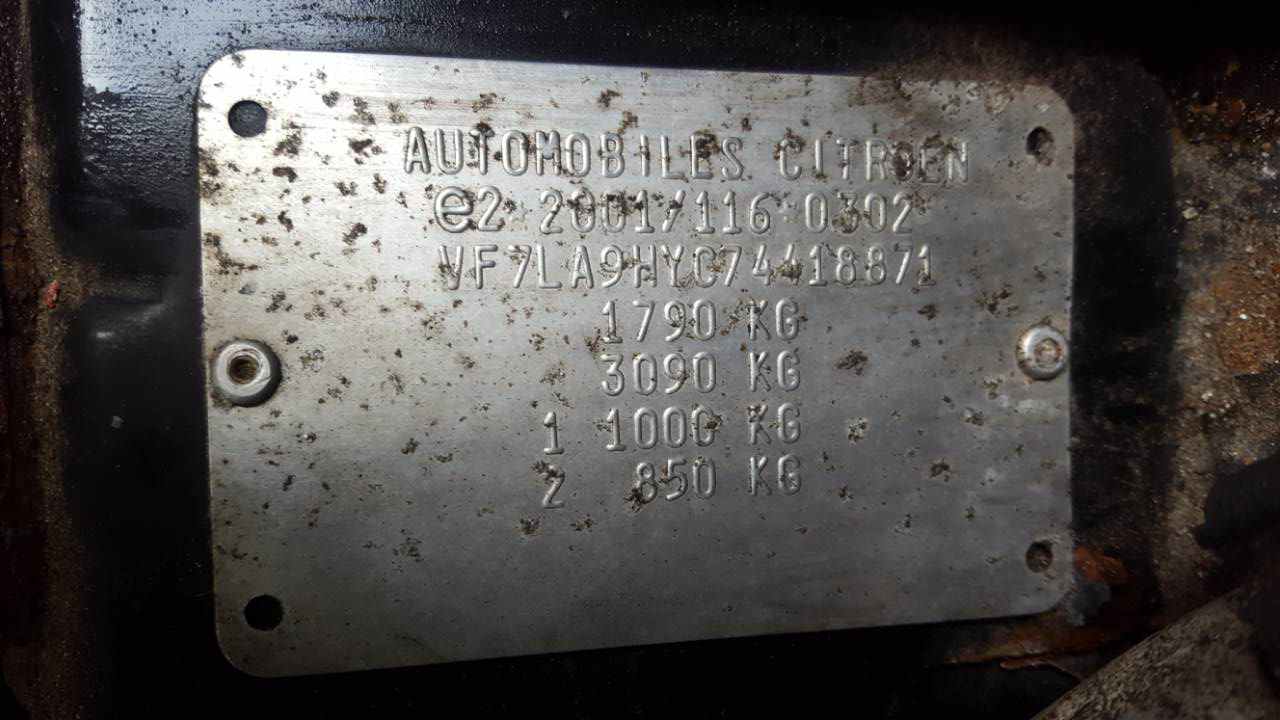 AUTOMOBILES CITROEN
e2 2001/116 0302
VF7LA9HYC74418871
1790 KG
3090 KG
1 1000 KG
2 850 KG